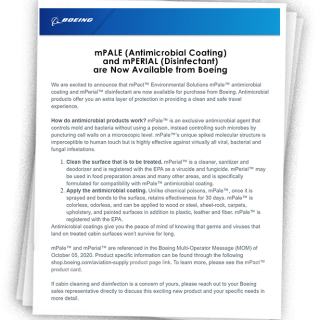 BOEING
mPALE (Antimicrobial Coating)
and mPERIAL (Disinfectant)
are Now Available from Boeing
We are excited to announce that mPact™ Environmental Solutions mPale™ antimicrobial
coating and mPerial™ disinfectant are now available for purchase from Boeing. Antimicrobial
products offer you an extra layer of protection in providing a clean and safe travel
experience.
How do antimicrobial products work? mPale™ is an exclusive antimicrobial agent that
controls mold and bacteria without using a poison, instead controlling such microbes by
puncturing cell walls on a microscopic level. mPale™'s unique spiked molecular structure is
imperceptible to human touch but is highly effective against virtually all viral, bacterial and
fungal infestations.
1. Clean the surface that is to be treated. mPerial™ is a cleaner, sanitizer and
deodorizer and is registered with the EPA as a virucide and fungicide. mPerial™ may
be used in food preparation areas and many other areas, and is specifically
formulated for compatibility with mPale™ antimicrobial coating.
2. Apply the antimicrobial coating. Unlike chemical poisons, mPale™, once it is
sprayed and bonds to the surface, retains effectiveness for 30 days. mPale™ is
colorless, odorless, and can be applied to wood or steel, sheet-rock, carpets,
upholstery, and painted surfaces in addition to plastic, leather and fiber. mPale™ is
registered with the EPA.
Antimicrobial coatings give you the peace of mind of knowing that germs and viruses that
land on treated cabin surfaces won't survive for long.
mPale™ and mPerial™ are referenced in the Boeing Multi-Operator Message (MOM) of
October 05, 2020. Product specific information can be found through the following
shop.boeing.com/aviation-supply product page link. To learn more, please see the mPact™
product card.
If cabin cleaning and disinfection is a concern of yours, please reach out to your Boeing
sales representative directly to discuss this exciting new product and your specific needs in
more detail.